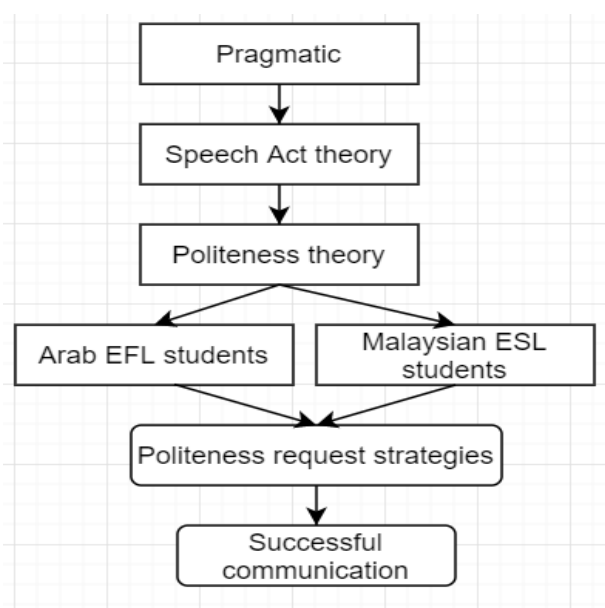 Pragmatic
Speech Act theory
Politeness theory
Arab EFL students
Malaysian ESL
students
Politeness request strategies
Successful
communication